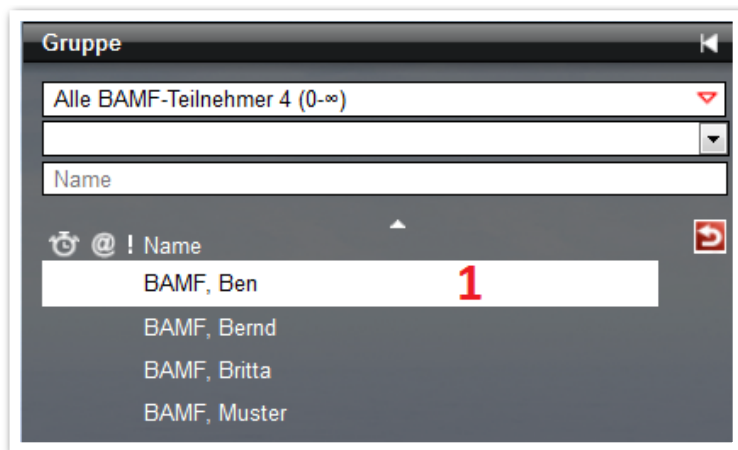 Gruppe
Alle BAMF-Teilnehmer 4 (0-∞)
Name
@ ! Name
BAMF, Ben 1
BAMF, Bernd
BAMF, Britta
BAMF, Muster